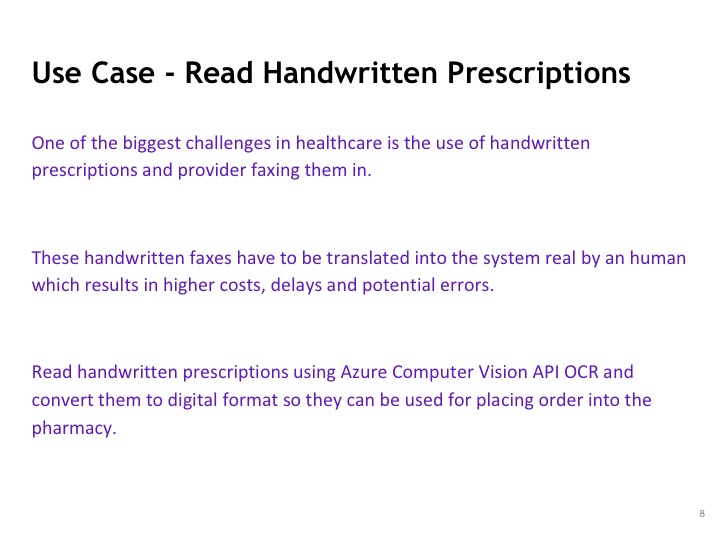 Use Case - Read Handwritten Prescriptions
One of the biggest challenges in healthcare is the use of handwritten
prescriptions and provider faxing them in.
These handwritten faxes have to be translated into the system real by an human
which results in higher costs, delays and potential errors.
Read handwritten prescriptions using Azure Computer Vision API OCR and
convert them to digital format so they can be used for placing order into the
pharmacy.
8